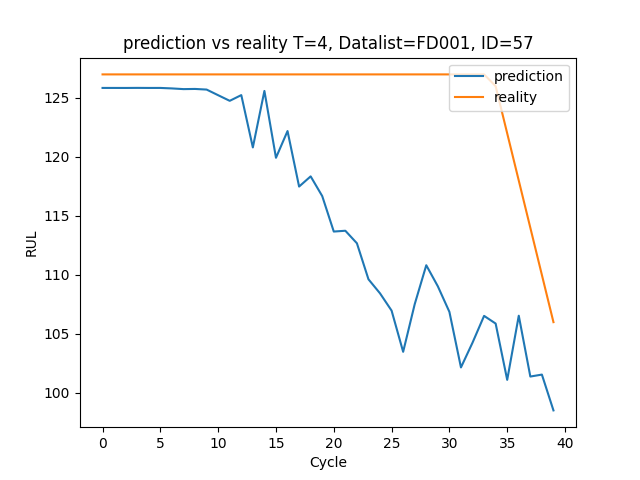 prediction vs reality T=4, Datalist=FD001, ID=57
prediction
reality
125
120
115
110
105
100
RUL
0 5 10 15 20 25 30 35 40
Cycle